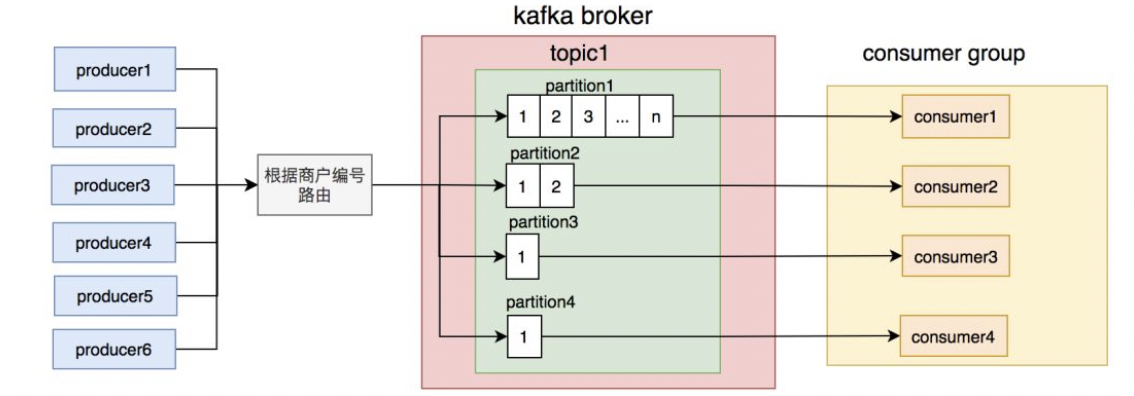 kafka broker
topic1
consumer group
producer1
producer2
producer3
producer4
producer5
producer6
根据商户编号
路由
partition1
1 2 3 ... n
partition2
1 2
partition3
1
partition4
1
consumer1
consumer2
consumer3
consumer4